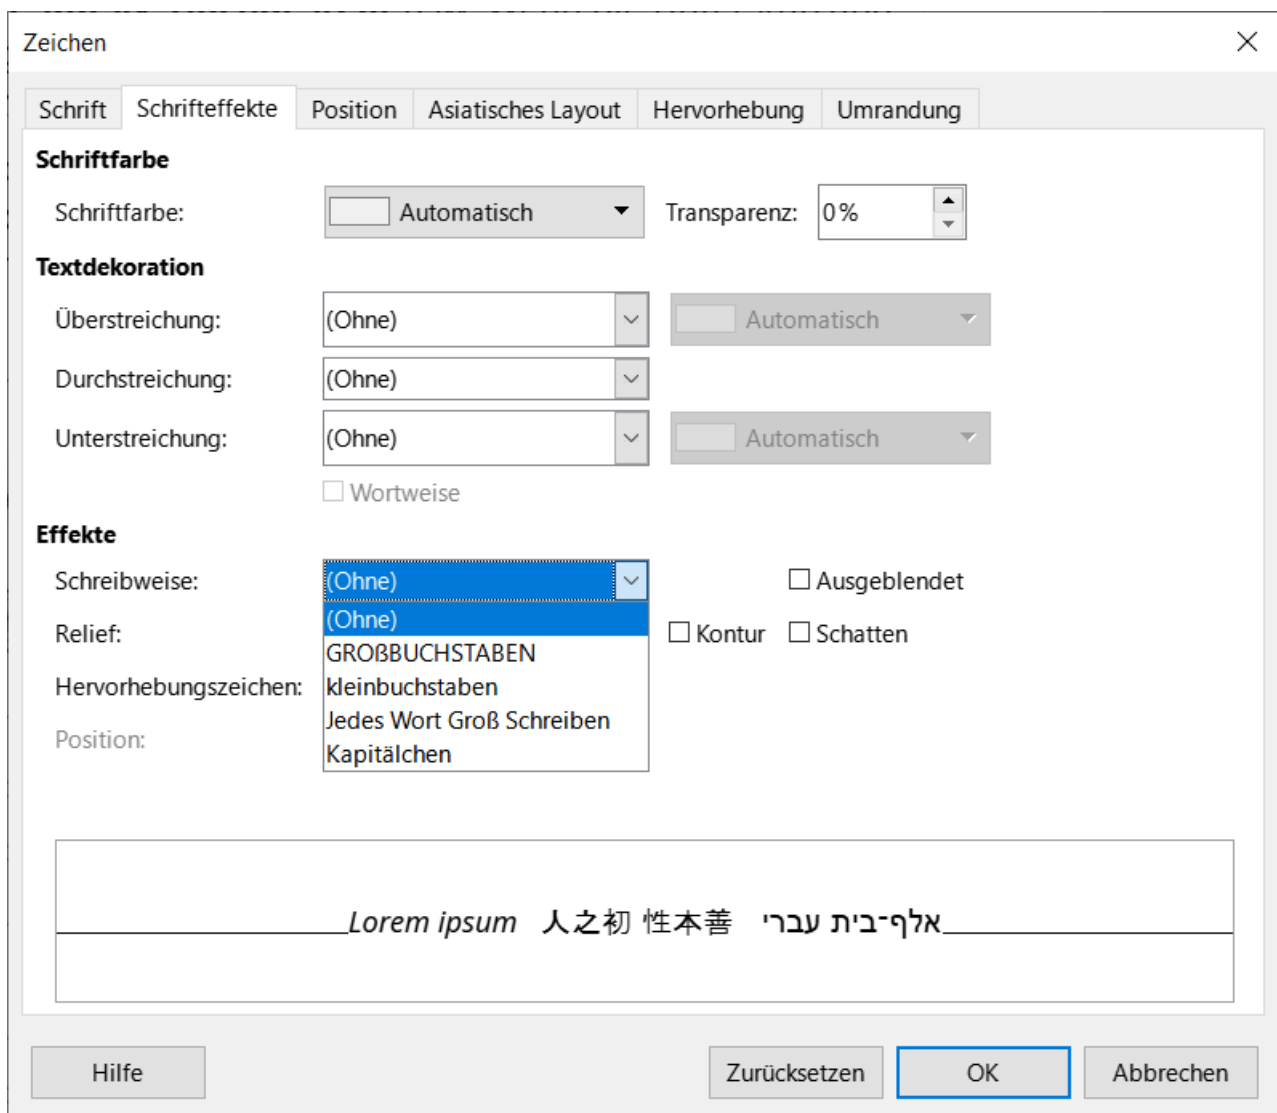 Zeichen
Schrift Schrifteffekte Position Asiatisches Layout Hervorhebung Umrandung
Schriftfarbe
Schriftfarbe: Automatisch Transparenz: 0%
Textdekoration
Überstreichung: (Ohne) Automatisch
Durchstreichung: (Ohne)
Unterstreichung: (Ohne) Automatisch
Wortweise
Effekte
Schreibweise: (Ohne) Ausgeblendet
(Ohne)
Relief: Kontur Schatten
GROẞBUCHSTABEN
Hervorhebungszeichen: kleinbuchstaben
Jedes Wort Groß Schreiben
Position:
Kapitälchen
Lorem ipsum 人之初 性本善 אלף־בית עברי
Hilfe Zurücksetzen OK Abbrechen